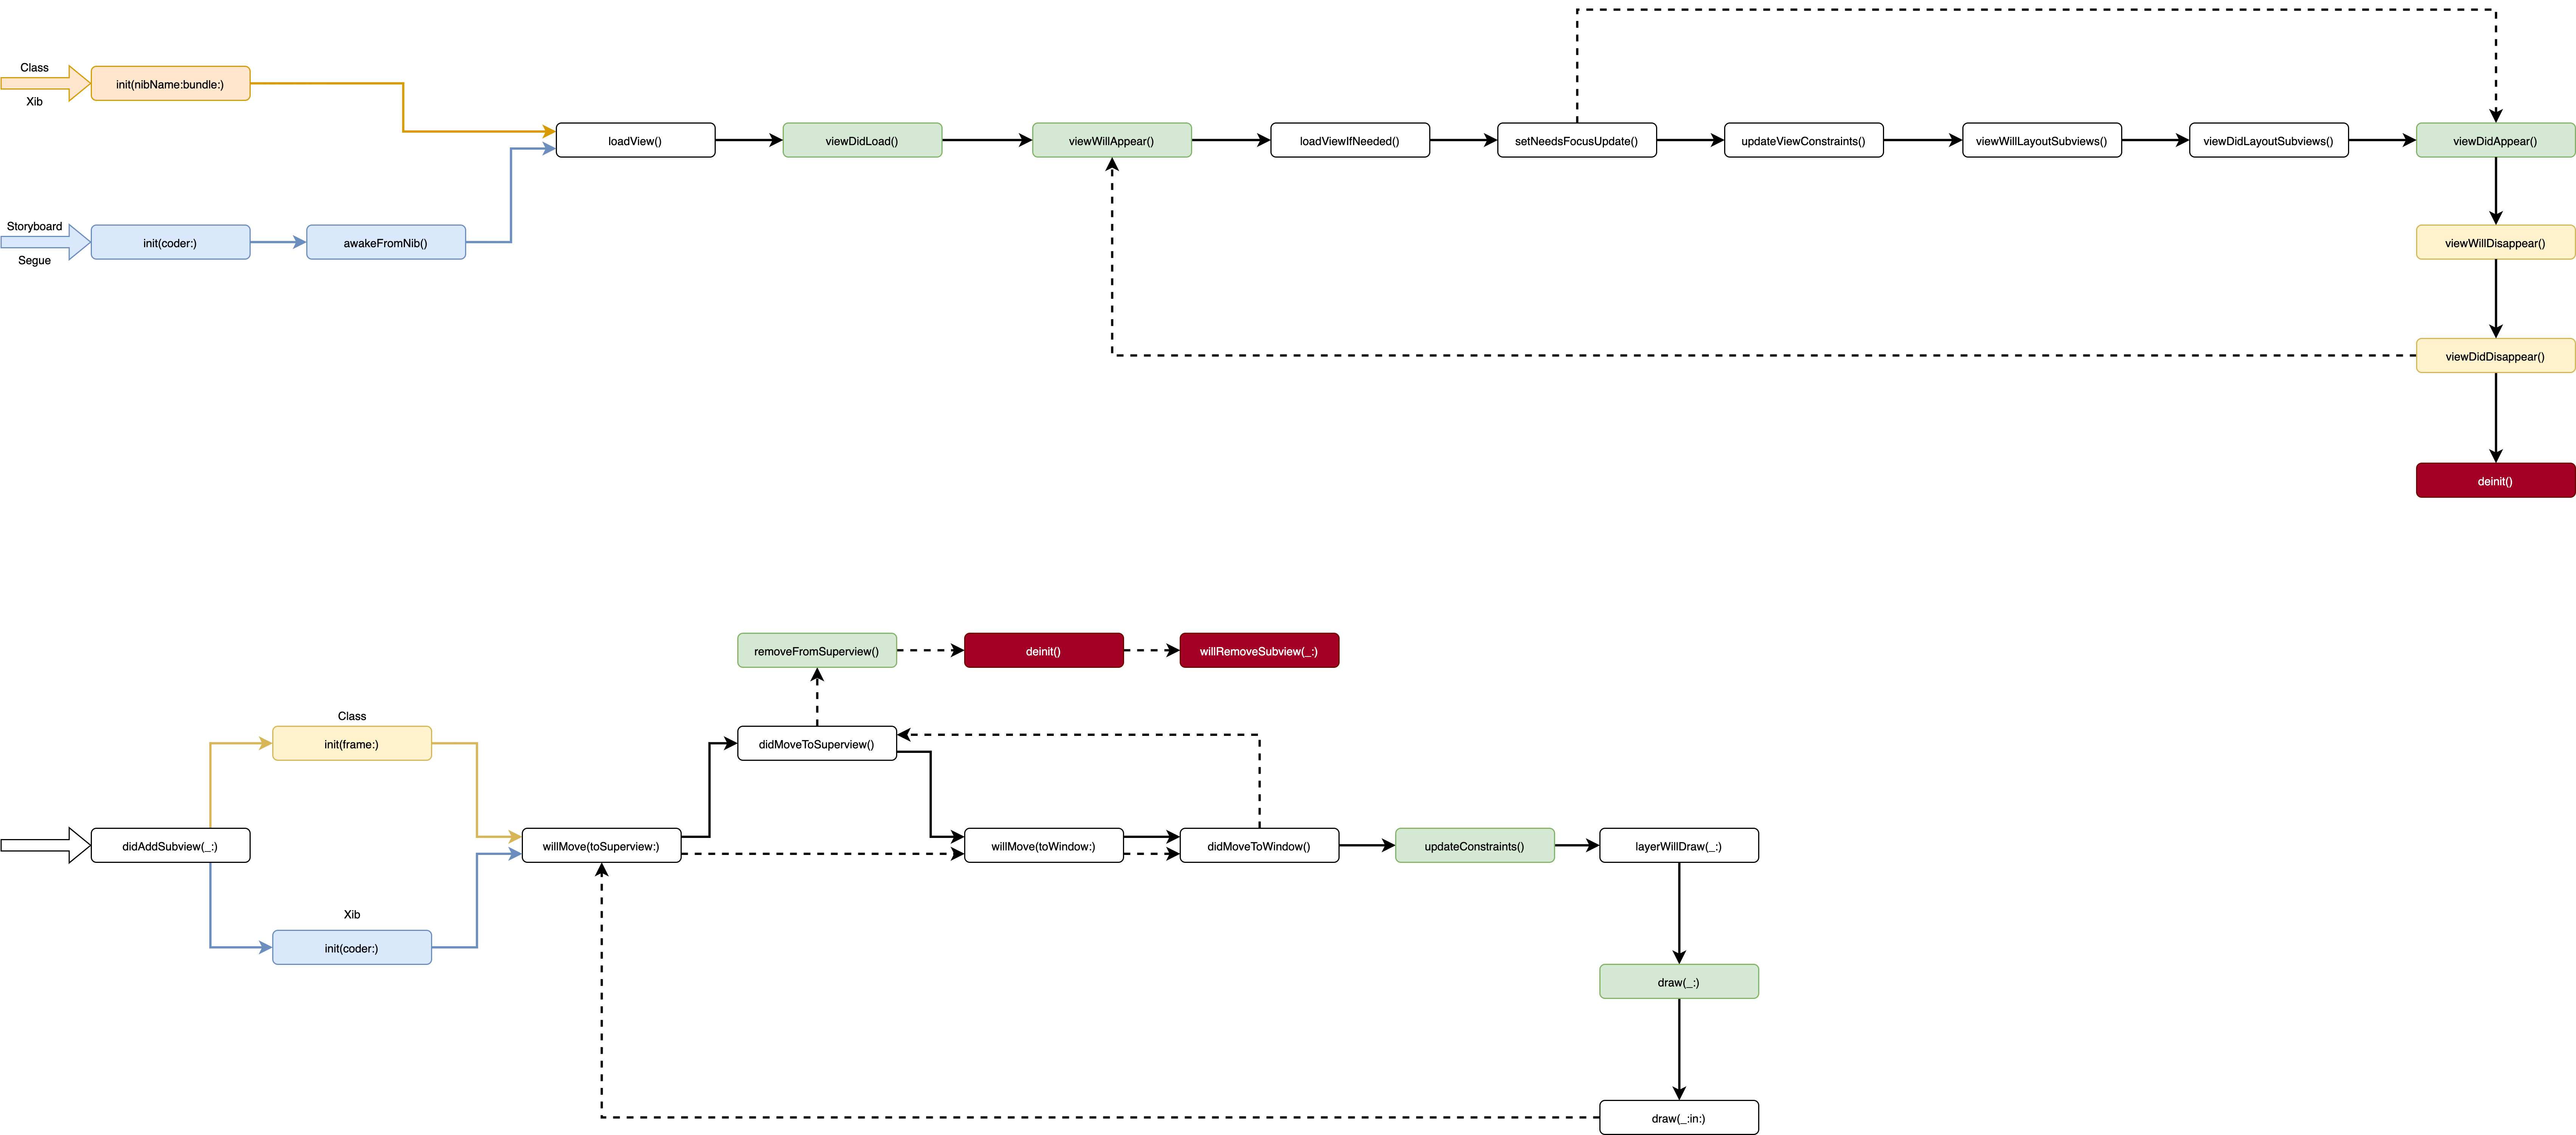 Class
Xib
init(nibName:bundle:)
loadView()
viewDidLoad()
viewWillAppear()
loadViewIfNeeded()
setNeedsFocusUpdate()
updateViewConstraints()
viewWillLayoutSubviews()
viewDidLayoutSubviews()
viewDidAppear()
Storyboard
Segue
init(coder:)
awakeFromNib()
viewWillDisappear()
viewDidDisappear()
deinit()
removeFromSuperview()
deinit()
willRemoveSubview(_:)
Class
init(frame:)
didMoveToSuperview()
didAddSubview(_:)
willMove(toSuperview:)
willMove(toWindow:)
didMoveToWindow()
updateConstraints()
layerWillDraw(_:)
Xib
init(coder:)
draw(_:)
draw(_:in:)